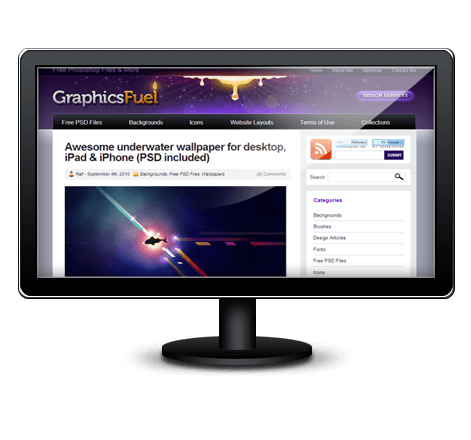 Free Photoshop Files & More
Home About Me Advertise Contact Me
GraphicsFuel
DESIGN SERVICES
Free PSD Files Backgrounds Icons Website Layouts Terms of Use Collections
Awesome underwater wallpaper for desktop,
iPad & iPhone (PSD included)
Rafi - September 4th, 2010 Backgrounds, Free PSD Files, Wallpapers Comments
followers
readers
SUBMIT
Search
Categories
Backgrounds
Brushes
Design Articles
Fonts
Free PSD Files
Icons